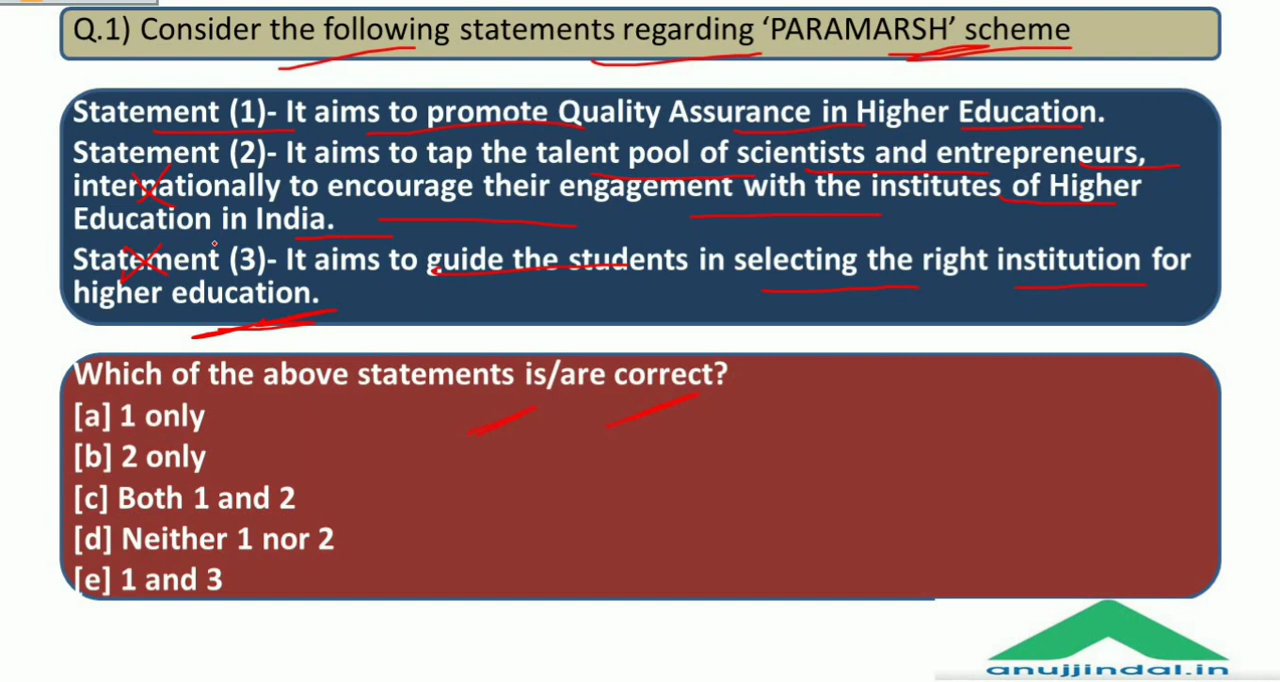 Q.1) Consider the following statements regarding ‘PARAMARSH’ scheme
Statement (1)- It aims to promote Quality Assurance in Higher Education.
Statement (2)- It aims to tap the talent pool of scientists and entrepreneurs,
internationally to encourage their engagement with the institutes of Higher
Education in India.
Statement (3)- It aims to guide the students in selecting the right institution for
higher education.
Which of the above statements is/are correct?
[a] 1 only
[b] 2 only
[c] Both 1 and 2
[d] Neither 1 nor 2
[e] 1 and 3
anujjindal.in